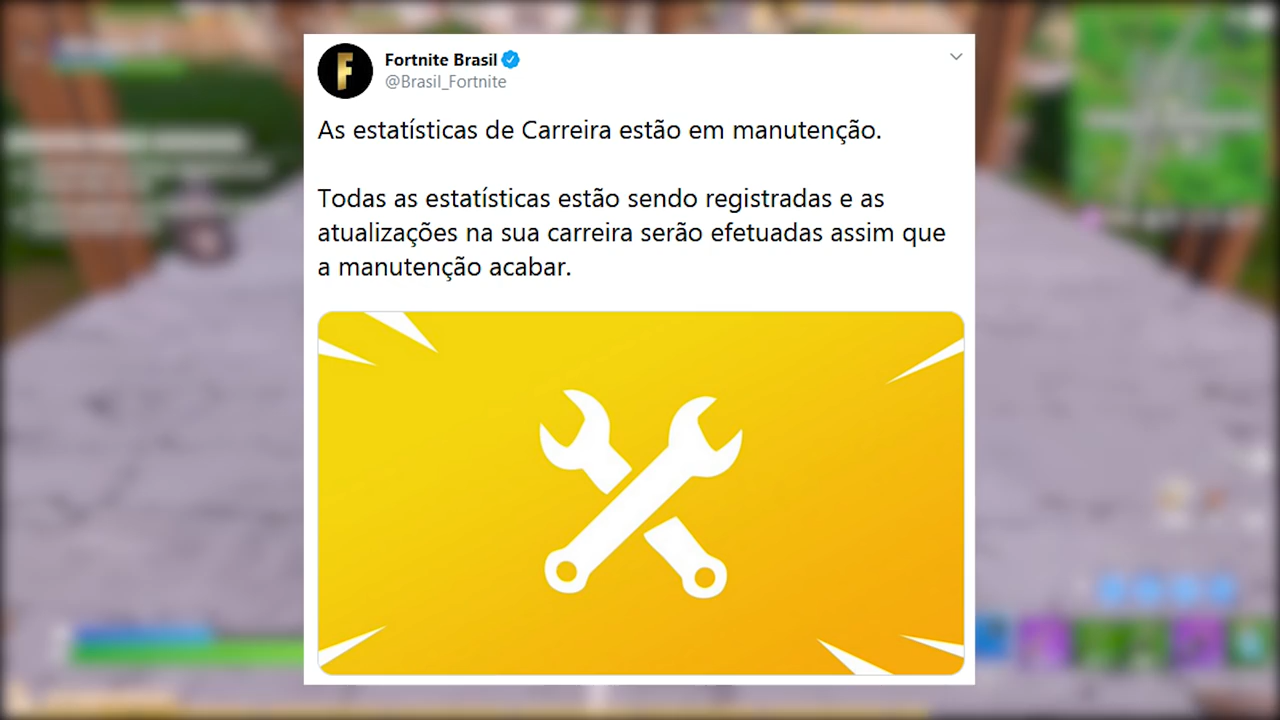 Fortnite Brasil
@Brasil_Fortnite
As estatísticas de Carreira estão em manutenção.
Todas as estatísticas estão sendo registradas e as
atualizações na sua carreira serão efetuadas assim que
a manutenção acabar.